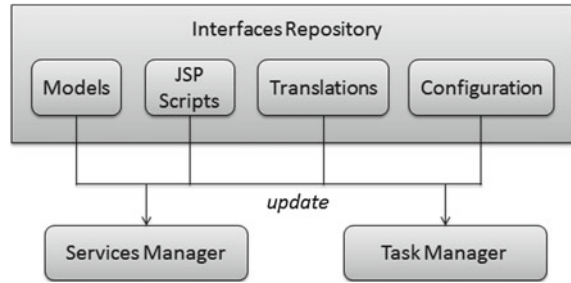 Interfaces Repository
Models
JSP
Scripts
Translations
Configuration
update
Services Manager
Task Manager